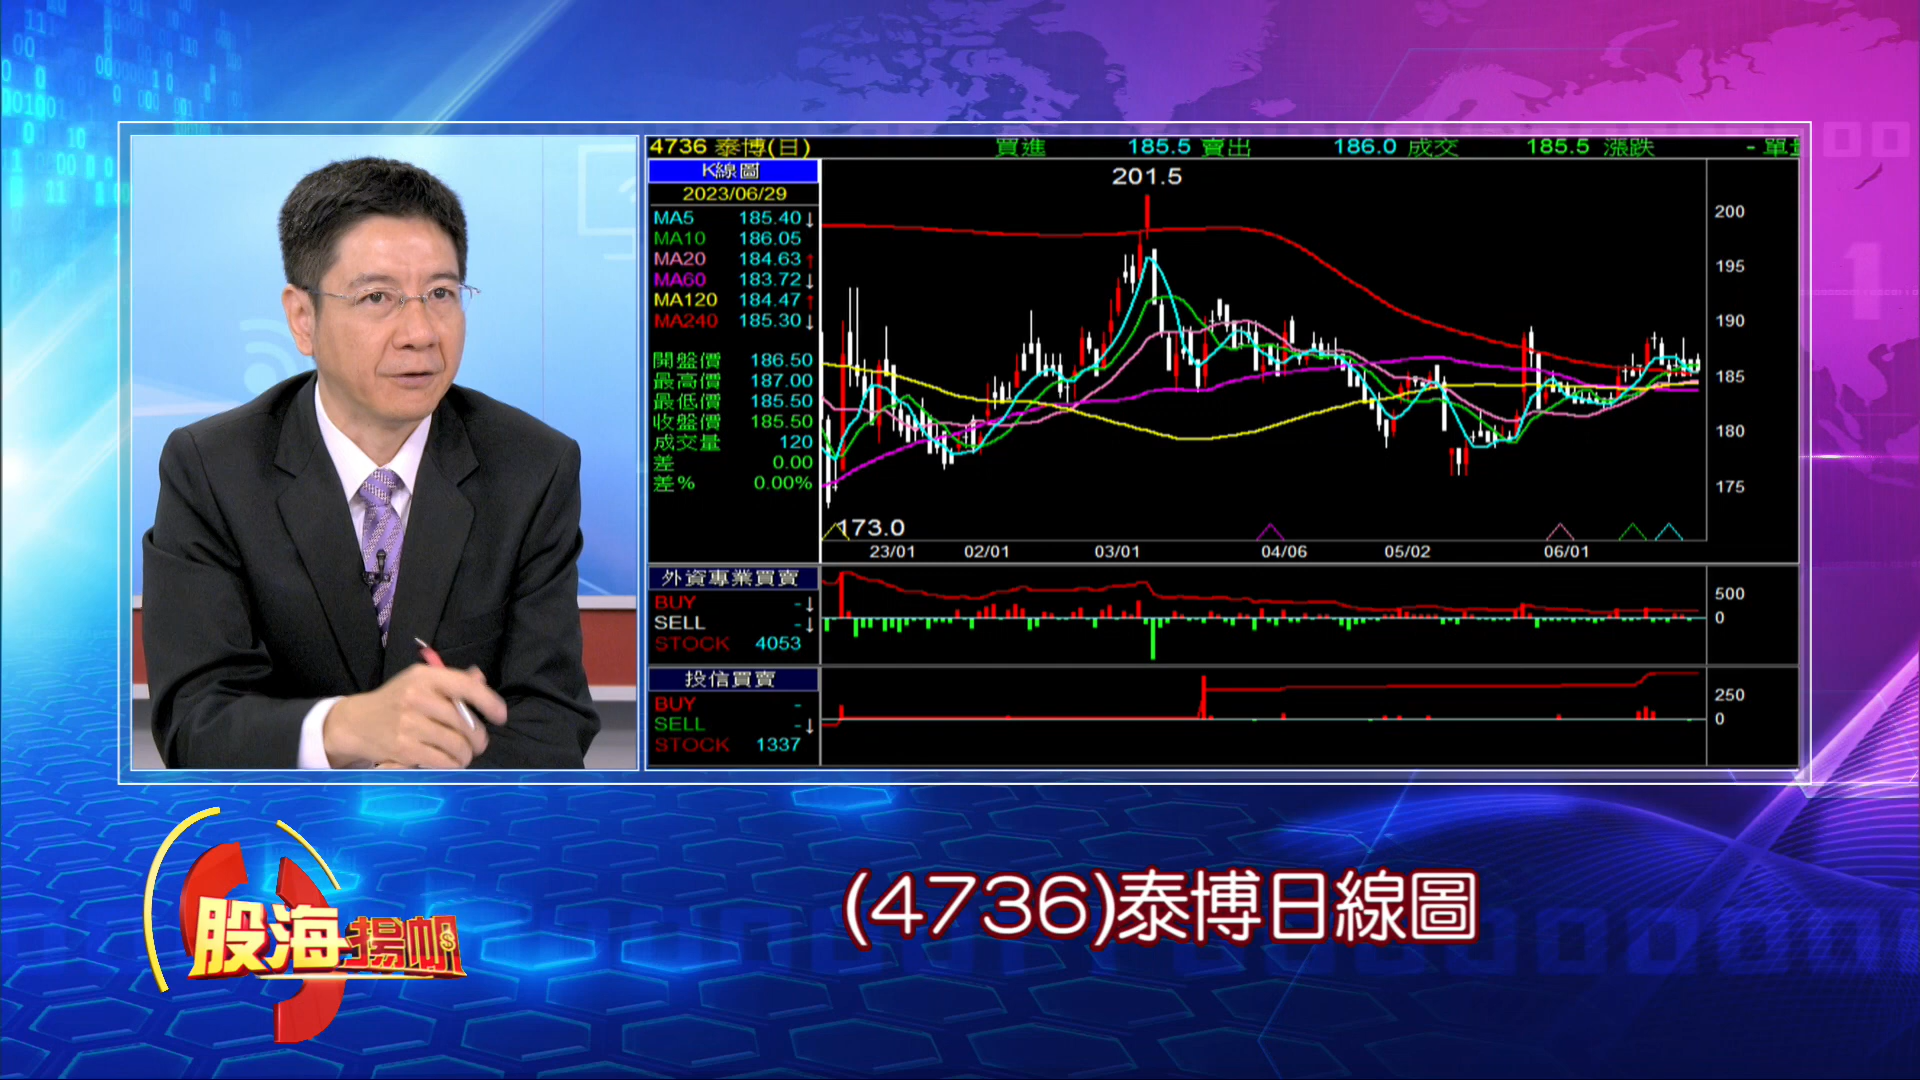 4736 泰博(日) 買進 185.5 賣出 186.0 成交 185.5 漲跌 - 單量
K線圖
2023/06/29
MA5 185.40↓
MA10 186.05
MA20 184.63↑
MA60 183.72↓
MA120 184.47↑
MA240 185.30↓
開盤價 186.50
最高價 187.00
最低價 185.50
收盤價 185.50
成交量 120
差 0.00
差% 0.00%
201.5
173.0
200
195
190
185
180
175
23/01 02/01 03/01 04/06 05/02 06/01
外資專業買賣
BUY -↓
SELL -↓
STOCK 4053
500
0
投信買賣
BUY -
SELL -↓
STOCK 1337
250
0
股海揚帆
(4736)泰博日線圖